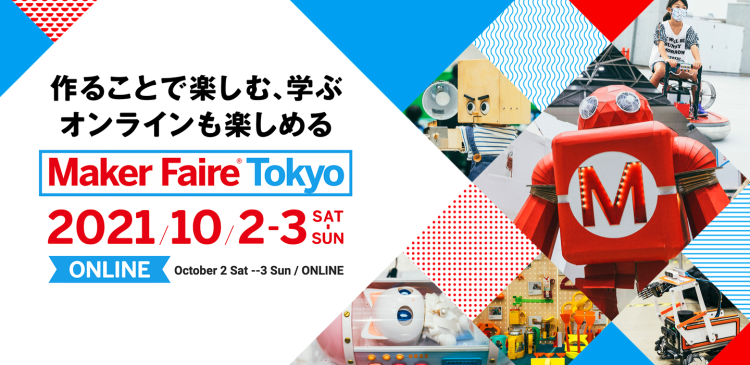 作ることで楽しむ、学ぶ
オンラインも楽しめる
Maker Faire® Tokyo
2021/10/2-3 SAT-SUN
ONLINE
October 2 Sat --3 Sun / ONLINE
M